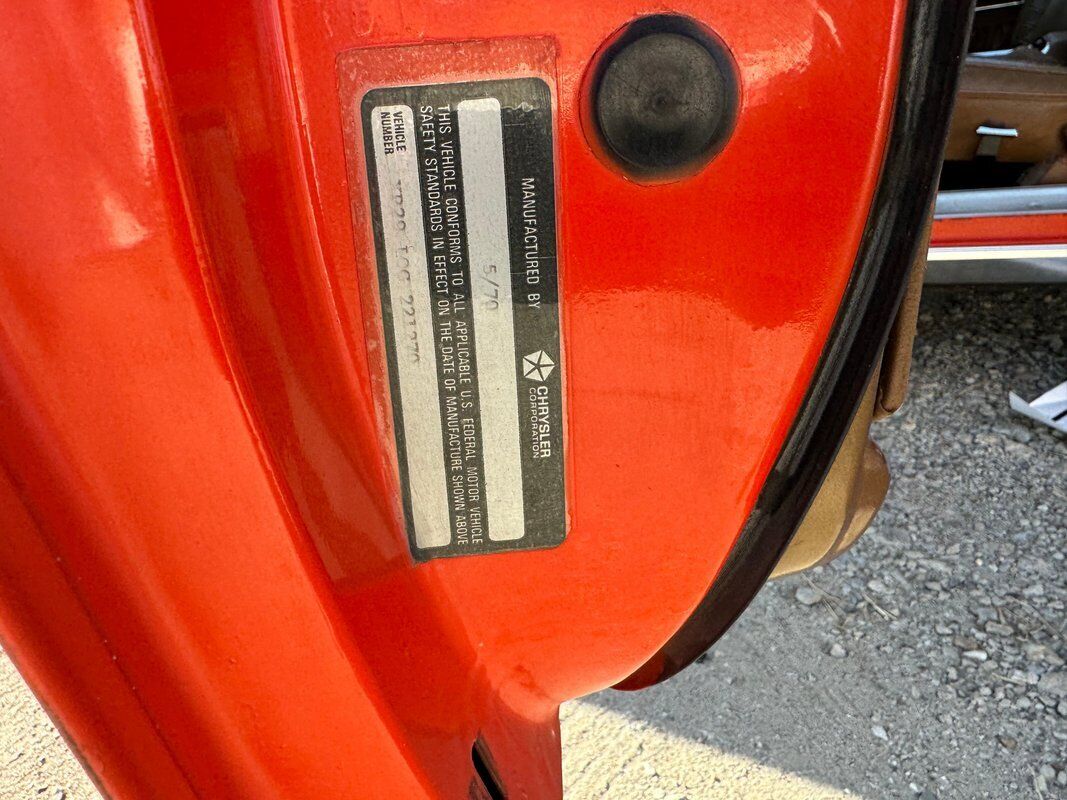 MANUFACTURED BY CHRYSLER
CORPORATION
5/70
THIS VEHICLE CONFORMS TO ALL APPLICABLE U.S. FEDERAL MOTOR VEHICLE
SAFETY STANDARDS IN EFFECT ON THE DATE OF MANUFACTURE SHOWN ABOVE
VEHICLE
NUMBER